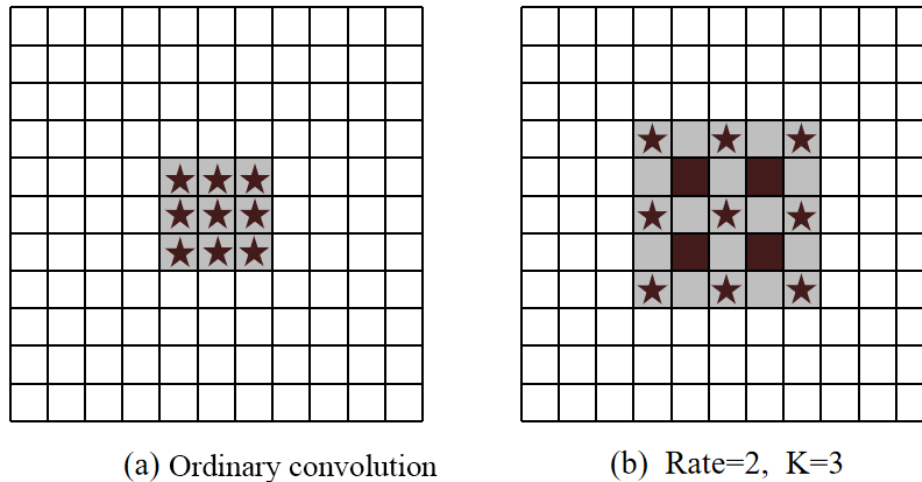 (a) Ordinary convolution
(b) Rate=2, K=3